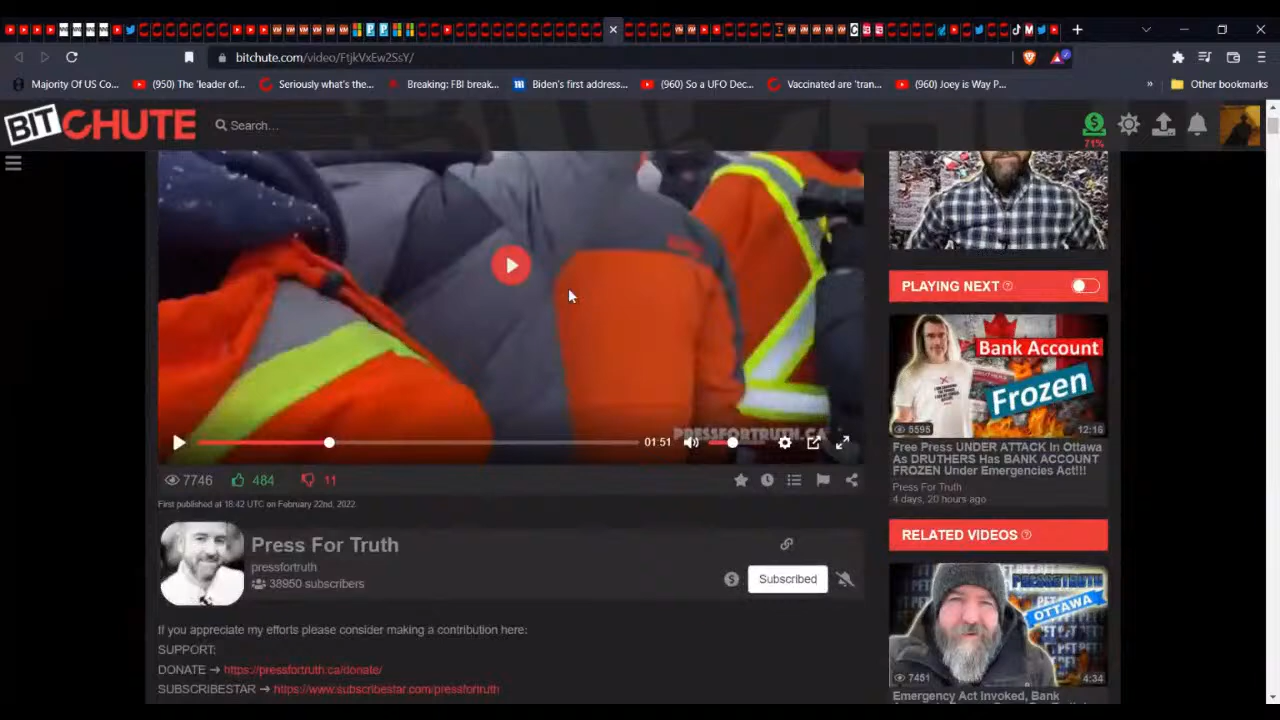 bitchute.com/video/FtjkVxEw2SsY/
Majority Of US Co...
(950) The 'leader of...
Seriously what's the...
Breaking: FBI break...
Biden's first address...
(960) So a UFO Dec...
Vaccinated are 'tran...
(960) Joey is Way P...
»
Other bookmarks
BITCHUTE
Search...
71%
01:51
PRESSFORTRUTH.CA
7746
484
11
First published at 18:42 UTC on February 22nd, 2022.
Press For Truth
pressfortruth
38950 subscribers
Subscribed
If you appreciate my efforts please consider making a contribution here:
SUPPORT:
DONATE → https://pressfortruth.ca/donate/
SUBSCRIBESTAR → https://www.subscribestar.com/pressfortruth
PLAYING NEXT
Bank Account
Frozen
5595
12:16
Free Press UNDER ATTACK In Ottawa
As DRUTHERS Has BANK ACCOUNT
FROZEN Under Emergencies Act!!!
Press For Truth
4 days, 20 hours ago
RELATED VIDEOS
OTTAWA
7451
4:34
Emergency Act Invoked, Bank